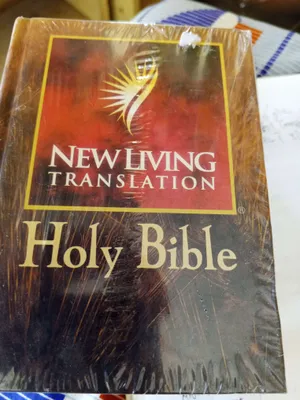 NEW LIVING
TRANSLATION
®
Holy Bible